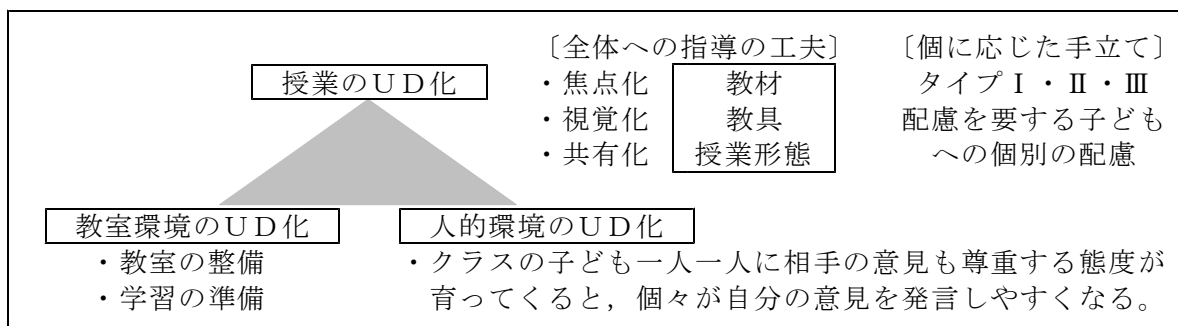 〔全体への指導の工夫〕 〔個に応じた手立て〕
授業のＵＤ化 ・焦点化 教材 タイプⅠ・Ⅱ・Ⅲ
・視覚化 教具 配慮を要する子ども
・共有化 授業形態 への個別の配慮
教室環境のＵＤ化 人的環境のＵＤ化
・教室の整備 ・クラスの子ども一人一人に相手の意見も尊重する態度が
・学習の準備 育ってくると，個々が自分の意見を発言しやすくなる。